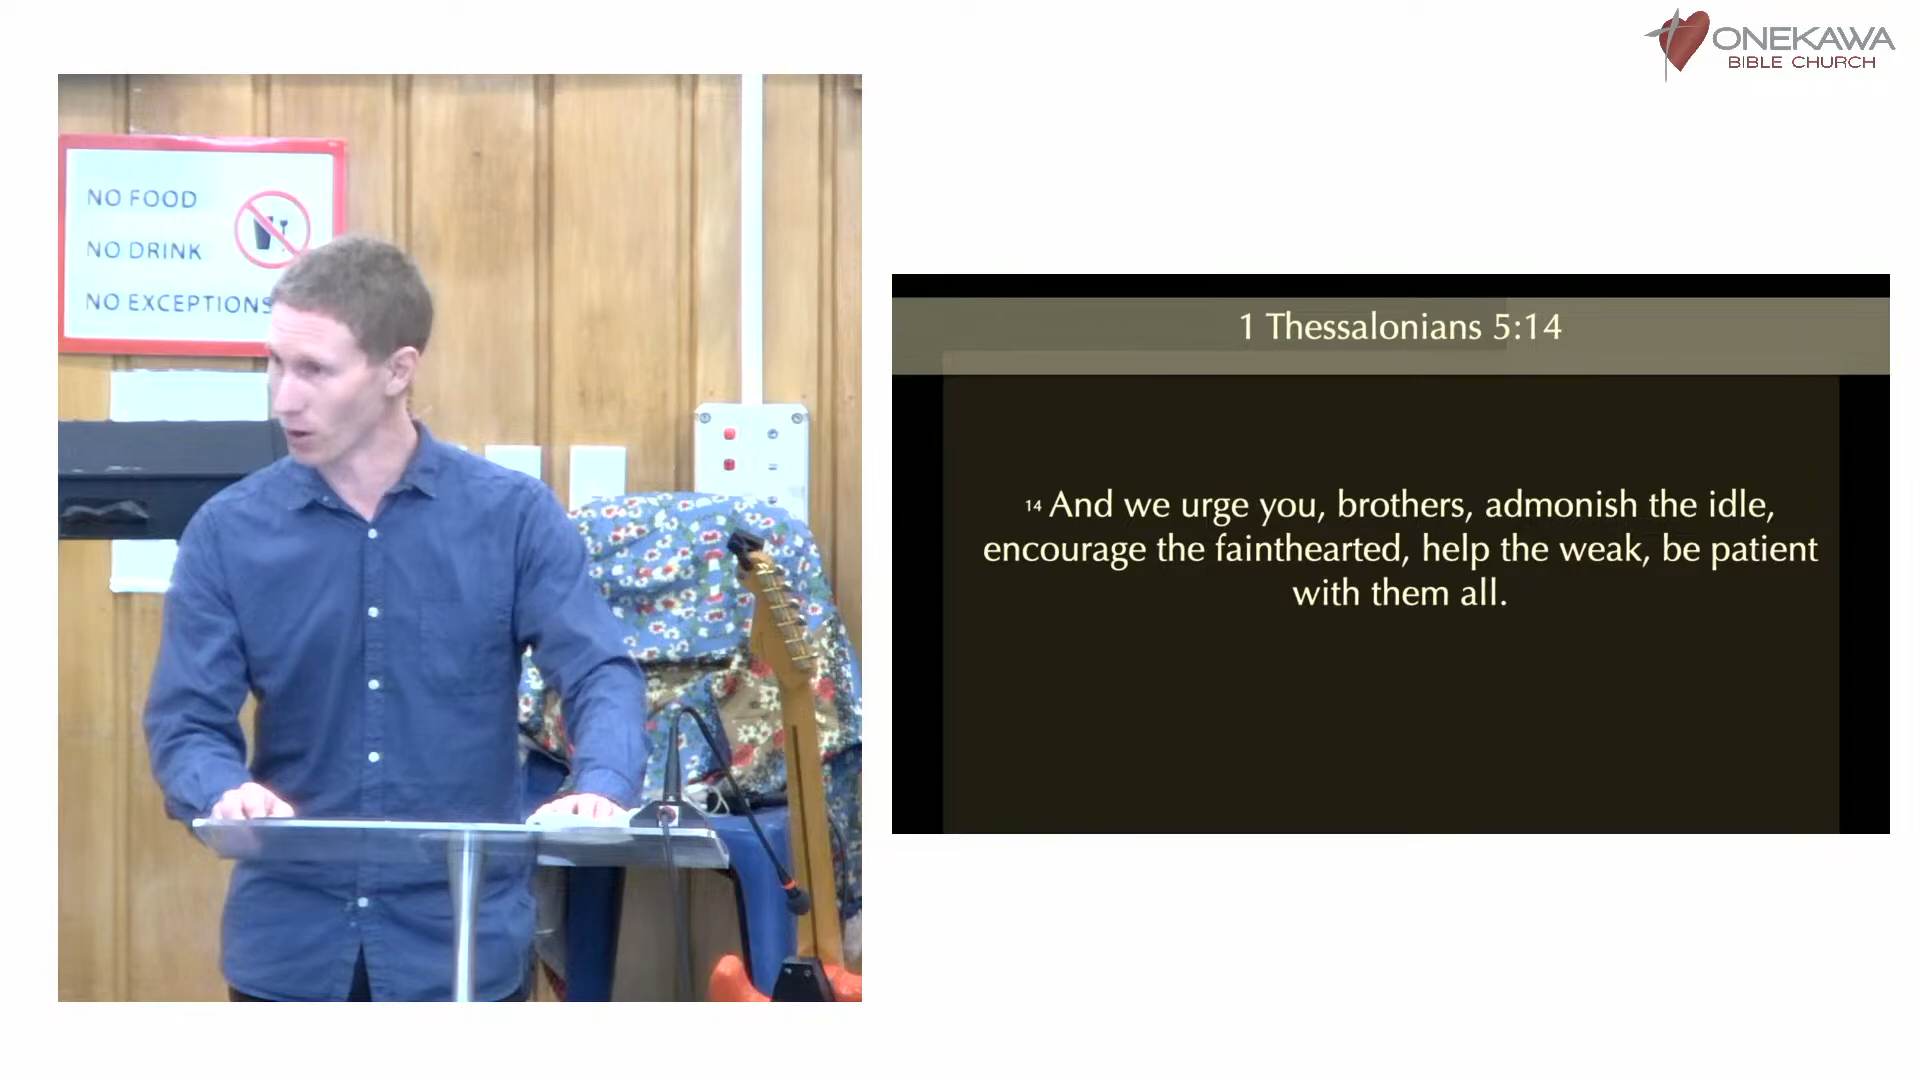 ONEKAWA
BIBLE CHURCH
NO FOOD
NO DRINK
NO EXCEPTIONS
1 Thessalonians 5:14
14 And we urge you, brothers, admonish the idle,
encourage the fainthearted, help the weak, be patient
with them all.